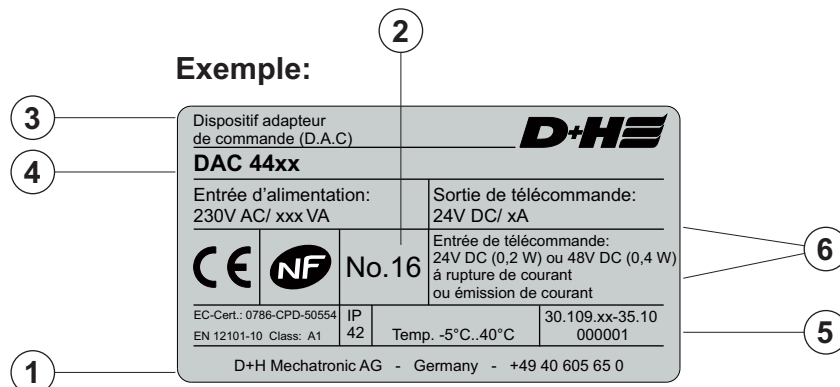 2
Exemple:
3
Dispositif adapteur
de commande (D.A.C)
D+H
4
DAC 44xx
Entrée d'alimentation:
230V AC/ xxx VA
Sortie de télécommande:
24V DC/ xA
6
CE
NF
No.16
Entrée de télécommande:
24V DC (0,2 W) ou 48V DC (0,4 W)
á rupture de courant
ou émission de courant
EC-Cert.: 0786-CPD-50554
EN 12101-10 Class: A1
IP
42
Temp. -5°C..40°C
30.109.xx-35.10
000001
5
1
D+H Mechatronic AG - Germany - +49 40 605 65 0